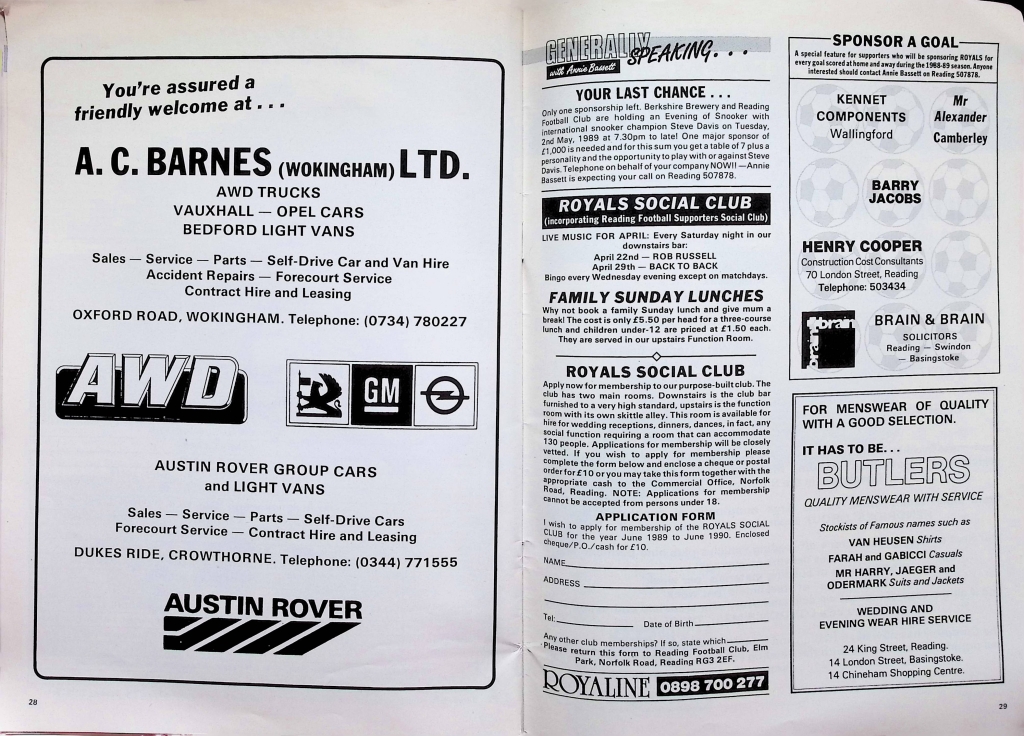 You're assured a
friendly welcome at . . .
A. C. BARNES (WOKINGHAM) LTD.
AWD TRUCKS
VAUXHALL — OPEL CARS
BEDFORD LIGHT VANS
Sales — Service — Parts — Self-Drive Car and Van Hire
Accident Repairs — Forecourt Service
Contract Hire and Leasing
OXFORD ROAD, WOKINGHAM. Telephone: (0734) 780227
AWD
GM
AUSTIN ROVER GROUP CARS
and LIGHT VANS
Sales — Service — Parts — Self-Drive Cars
Forecourt Service — Contract Hire and Leasing
DUKES RIDE, CROWTHORNE. Telephone: (0344) 771555
AUSTIN ROVER
28
GENERALLY SPEAKING. . .
with Annie Bassett
YOUR LAST CHANCE . . .
Only one sponsorship left. Berkshire Brewery and Reading
Football Club are holding an Evening of Snooker with
international snooker champion Steve Davis on Tuesday,
2nd May, 1989 at 7.30pm to late! One major sponsor of
£1,000 is needed and for this sum you get a table of 7 plus a
personality and the opportunity to play with or against Steve
Davis. Telephone on behalf of your company NOW!! — Annie
Bassett is expecting your call on Reading 507878.
ROYALS SOCIAL CLUB
(incorporating Reading Football Supporters Social Club)
LIVE MUSIC FOR APRIL: Every Saturday night in our
downstairs bar:
April 22nd — ROB RUSSELL
April 29th — BACK TO BACK
Bingo every Wednesday evening except on matchdays.
FAMILY SUNDAY LUNCHES
Why not book a family Sunday lunch and give mum a
break! The cost is only £5.50 per head for a three-course
lunch and children under-12 are priced at £1.50 each.
They are served in our upstairs Function Room.
ROYALS SOCIAL CLUB
Apply now for membership to our purpose-built club. The
club has two main rooms. Downstairs is the club bar
furnished to a very high standard, upstairs is the function
room with its own skittle alley. This room is available for
hire for wedding receptions, dinners, dances, in fact, any
social function requiring a room that can accommodate
130 people. Applications for membership will be closely
vetted. If you wish to apply for membership please
complete the form below and enclose a cheque or postal
order for £10 or you may take this form together with the
appropriate cash to the Commercial Office, Norfolk
Road, Reading. NOTE: Applications for membership
cannot be accepted from persons under 18.
APPLICATION FORM
I wish to apply for membership of the ROYALS SOCIAL
CLUB for the year June 1989 to June 1990. Enclosed
cheque/P.O./cash for £10.
NAME
ADDRESS
Tel: Date of Birth
Any other club memberships? If so, state which
Please return this form to Reading Football Club, Elm
Park, Norfolk Road, Reading RG3 2EF.
ROYALINE 0898 700 277
SPONSOR A GOAL
A special feature for supporters who will be sponsoring ROYALS for
every goal scored at home and away during the 1988-89 season. Anyone
interested should contact Annie Bassett on Reading 507878.
KENNET
COMPONENTS
Wallingford
Mr
Alexander
Camberley
BARRY
JACOBS
HENRY COOPER
Construction Cost Consultants
70 London Street, Reading
Telephone: 503434
brain
brain
BRAIN & BRAIN
SOLICITORS
Reading — Swindon
— Basingstoke
FOR MENSWEAR OF QUALITY
WITH A GOOD SELECTION.
IT HAS TO BE. . .
BUTLERS
QUALITY MENSWEAR WITH SERVICE
Stockists of Famous names such as
VAN HEUSEN Shirts
FARAH and GABICCI Casuals
MR HARRY, JAEGER and
ODERMARK Suits and Jackets
WEDDING AND
EVENING WEAR HIRE SERVICE
24 King Street, Reading.
14 London Street, Basingstoke.
14 Chineham Shopping Centre.
29